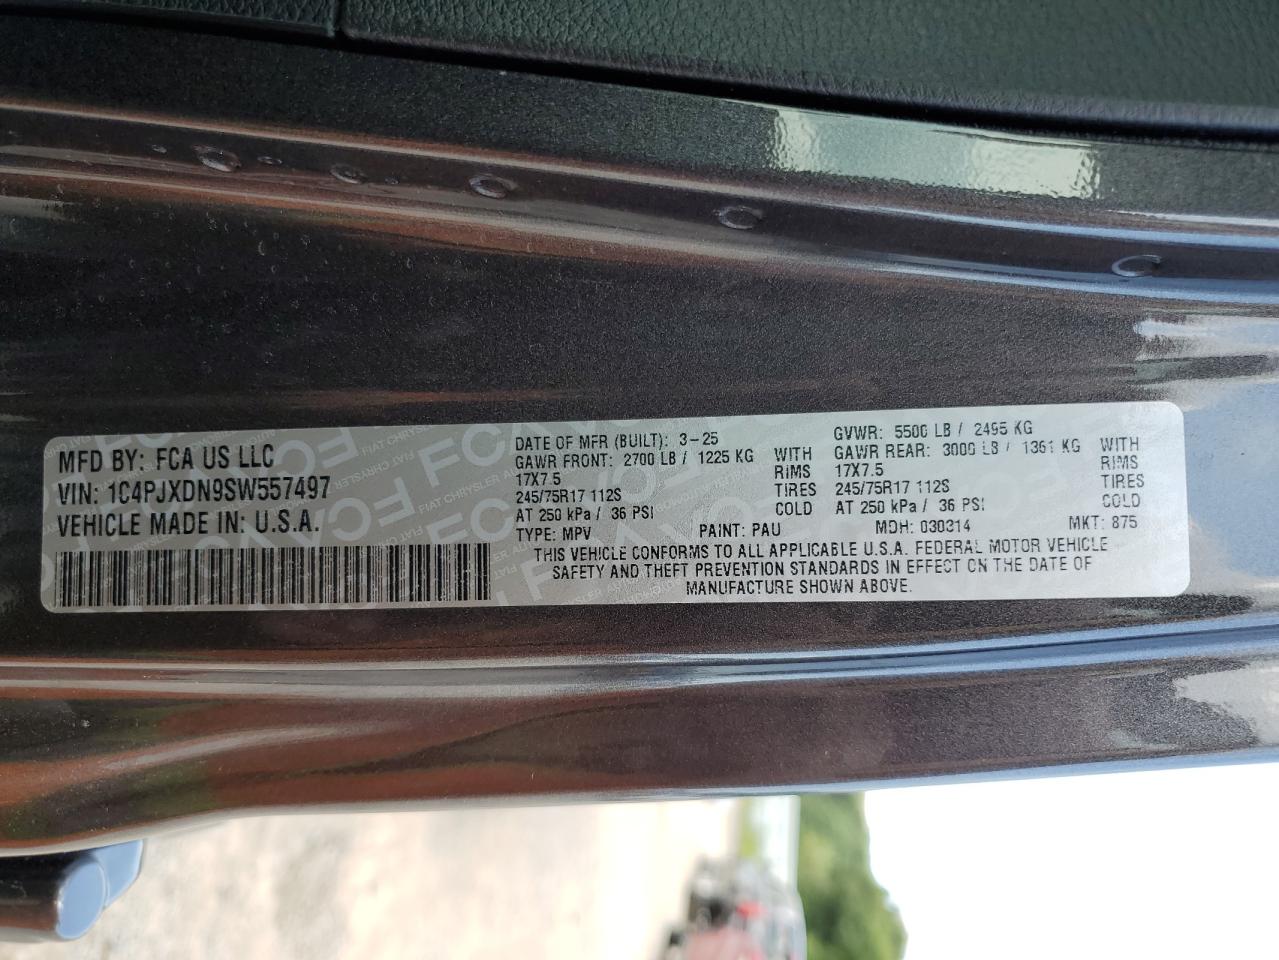 MFD BY: FCA US LLC
VIN: 1C4PJXDN9SW557497
VEHICLE MADE IN: U.S.A.
DATE OF MFR (BUILT): 3-25
GAWR FRONT: 2700 LB / 1225 KG WITH
17X7.5 RIMS
245/75R17 112S TIRES
AT 250 kPa / 36 PSI COLD
GVWR: 5500 LB / 2495 KG
GAWR REAR: 3000 LB / 1361 KG WITH
17X7.5 RIMS
245/75R17 112S TIRES
AT 250 kPa / 36 PSI COLD
TYPE: MPV PAINT: PAU MDH: 030314 MKT: 875
THIS VEHICLE CONFORMS TO ALL APPLICABLE U.S.A. FEDERAL MOTOR VEHICLE
SAFETY AND THEFT PREVENTION STANDARDS IN EFFECT ON THE DATE OF
MANUFACTURE SHOWN ABOVE.